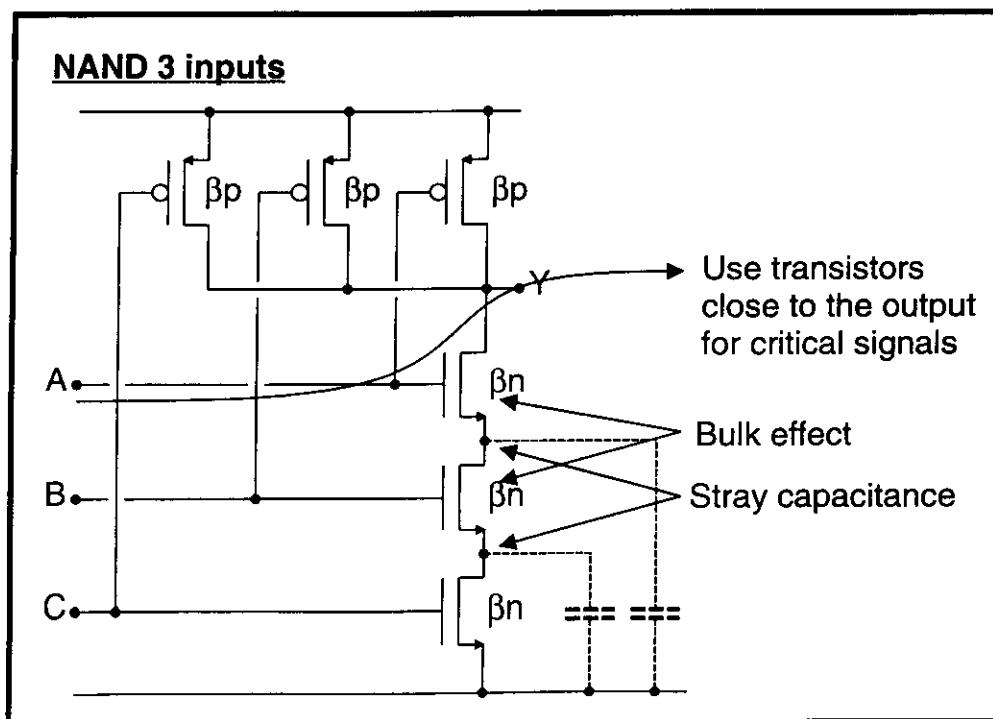 NAND 3 inputs
βp βp βp
Y
Use transistors
close to the output
for critical signals
A
βn
Bulk effect
B
βn
Stray capacitance
C
βn